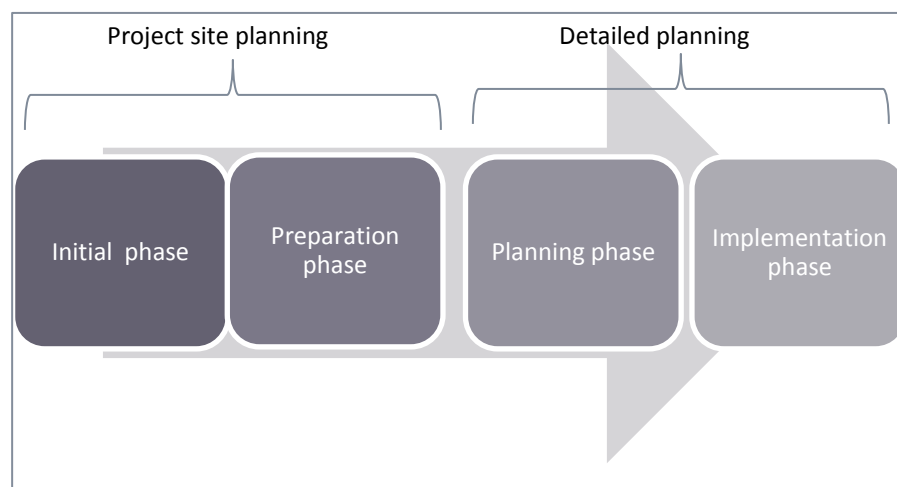 Project site planning
Detailed planning
Initial  phase
Preparation
phase
Planning phase
Implementation
phase